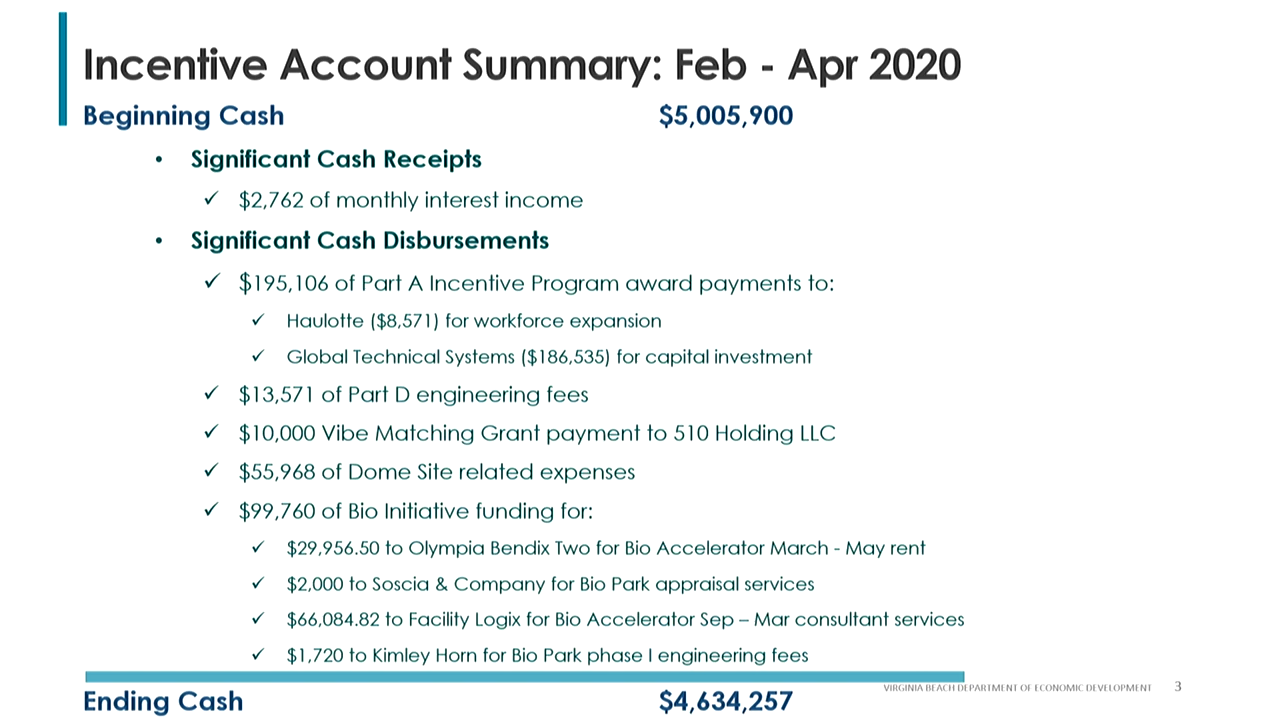 Incentive Account Summary: Feb - Apr 2020
Beginning Cash $5,005,900
• Significant Cash Receipts
✓ $2,762 of monthly interest income
• Significant Cash Disbursements
✓ $195,106 of Part A Incentive Program award payments to:
✓ Haulotte ($8,571) for workforce expansion
✓ Global Technical Systems ($186,535) for capital investment
✓ $13,571 of Part D engineering fees
✓ $10,000 Vibe Matching Grant payment to 510 Holding LLC
✓ $55,968 of Dome Site related expenses
✓ $99,760 of Bio Initiative funding for:
✓ $29,956.50 to Olympia Bendix Two for Bio Accelerator March - May rent
✓ $2,000 to Soscia & Company for Bio Park appraisal services
✓ $66,084.82 to Facility Logix for Bio Accelerator Sep – Mar consultant services
✓ $1,720 to Kimley Horn for Bio Park phase I engineering fees
VIRGINIA BEACH DEPARTMENT OF ECONOMIC DEVELOPMENT 3
Ending Cash $4,634,257